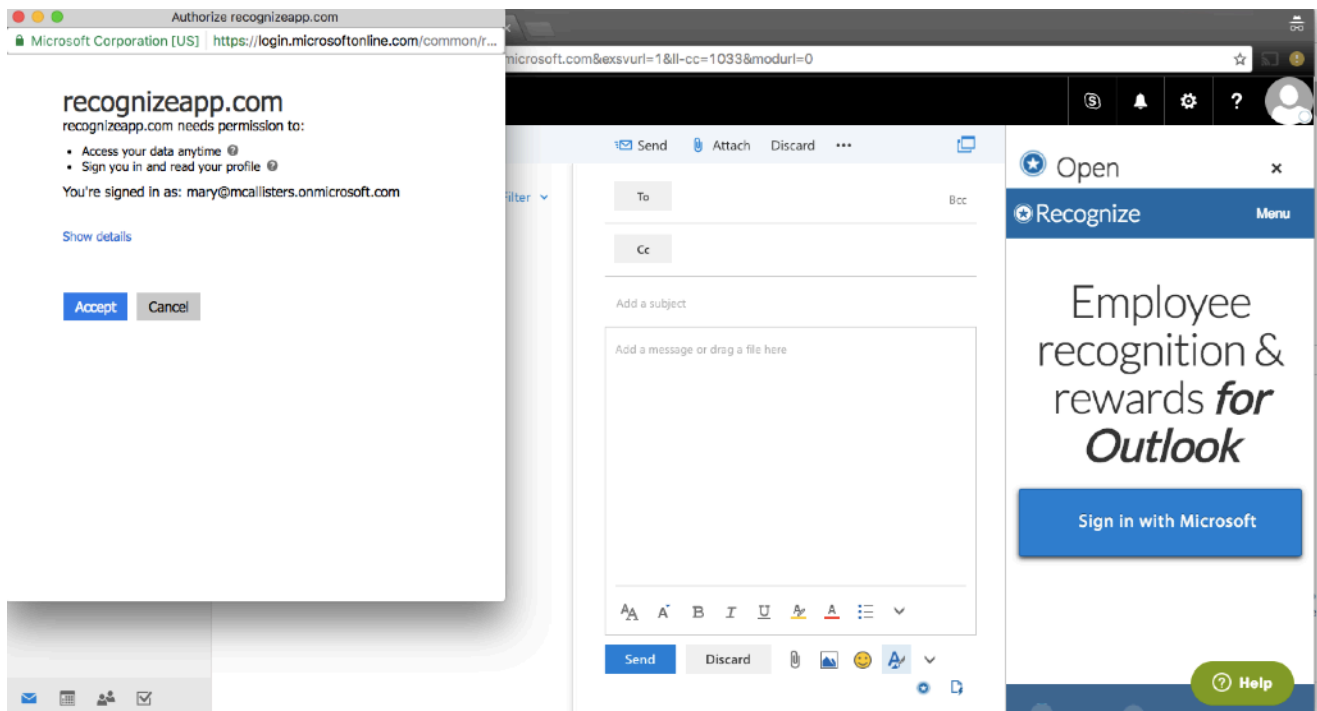 Authorize recognizeapp.com
Microsoft Corporation [US] https://login.microsoftonline.com/common/r...
recognizeapp.com
recognizeapp.com needs permission to:
• Access your data anytime
• Sign you in and read your profile
You're signed in as: mary@mcallisters.onmicrosoft.com
Show details
Accept Cancel
microsoft.com&exsvurl=1&ll-cc=1033&modurl=0
Send Attach Discard •••
Filter
To Bcc
Cc
Add a subject
Add a message or drag a file here
Send Discard
Open ×
Recognize Menu
Employee
recognition &
rewards for
Outlook
Sign in with Microsoft
Help